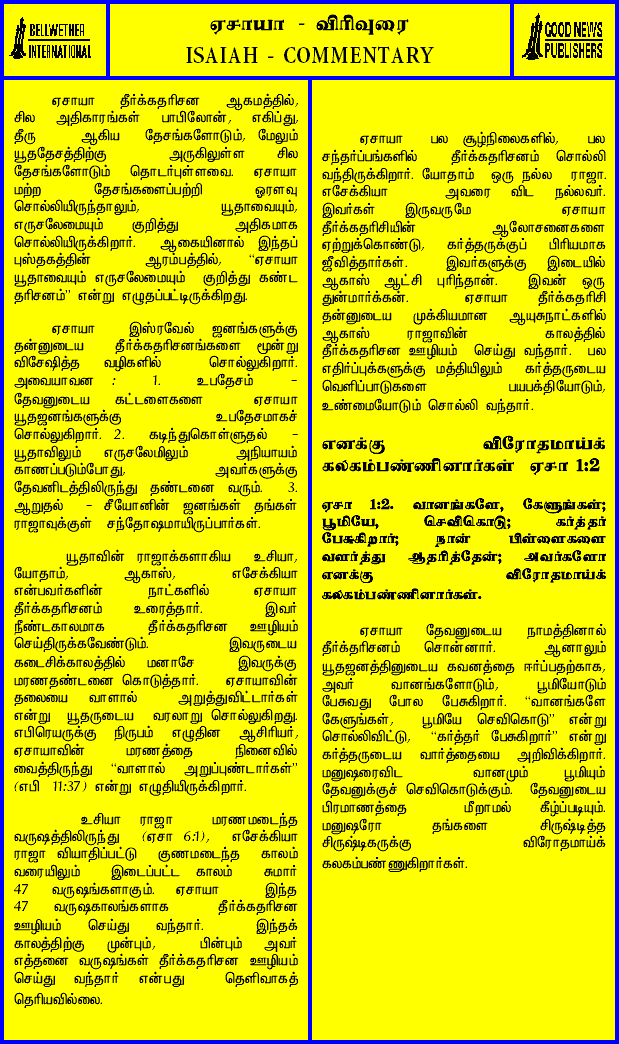 BELLWETHER
INTERNATIONAL
ஏசாயா - விரிவுரை
ISAIAH - COMMENTARY
GOOD NEWS
PUBLISHERS
ஏசாயா தீர்க்கதரிசன ஆகமத்தில்,
சில அதிகாரங்கள் பாபிலோன், எகிப்து,
தீரு ஆகிய தேசங்களோடும், மேலும்
யூததேசத்திற்கு அருகிலுள்ள சில
தேசங்களோடும் தொடர்புள்ளவை. ஏசாயா
மற்ற தேசங்களைப்பற்றி ஓரளவு
சொல்லியிருந்தாலும், யூதாவையும்,
எருசலேமையும் குறித்து அதிகமாக
சொல்லியிருக்கிறார். ஆகையினால் இந்தப்
புஸ்தகத்தின் ஆரம்பத்தில், “ஏசாயா
யூதாவையும் எருசலேமையும் குறித்து கண்ட
தரிசனம்” என்று எழுதப்பட்டிருக்கிறது.
ஏசாயா இஸ்ரவேல் ஜனங்களுக்கு
தன்னுடைய தீர்க்கதரிசனங்களை மூன்று
விசேஷித்த வழிகளில் சொல்லுகிறார்.
அவையாவன : 1. உபதேசம் -
தேவனுடைய கட்டளைகளை ஏசாயா
யூதஜனங்களுக்கு உபதேசமாகச்
சொல்லுகிறார். 2. கடிந்துகொள்ளுதல் -
யூதாவிலும் எருசலேமிலும் அநியாயம்
காணப்படும்போது, அவர்களுக்கு
தேவனிடத்திலிருந்து தண்டனை வரும். 3.
ஆறுதல் - சீயோனின் ஜனங்கள் தங்கள்
ராஜாவுக்குள் சந்தோஷமாயிருப்பார்கள்.
யூதாவின் ராஜாக்களாகிய உசியா,
யோதாம், ஆகாஸ், எசேக்கியா
என்பவர்களின் நாட்களில் ஏசாயா
தீர்க்கதரிசனம் உரைத்தார். இவர்
நீண்டகாலமாக தீர்க்கதரிசன ஊழியம்
செய்திருக்கவேண்டும். இவருடைய
கடைசிக்காலத்தில் மனாசே இவருக்கு
மரணதண்டனை கொடுத்தார். ஏசாயாவின்
தலையை வாளால் அறுத்துவிட்டார்கள்
என்று யூதருடைய வரலாறு சொல்லுகிறது.
எபிரெயருக்கு நிருபம் எழுதின ஆசிரியர்,
ஏசாயாவின் மரணத்தை நினைவில்
வைத்திருந்து “வாளால் அறுப்புண்டார்கள்”
(எபி 11:37) என்று எழுதியிருக்கிறார்.
உசியா ராஜா மரணமடைந்த
வருஷத்திலிருந்து (ஏசா 6:1), எசேக்கியா
ராஜா வியாதிப்பட்டு குணமடைந்த காலம்
வரையிலும் இடைப்பட்ட காலம் சுமார்
47 வருஷங்களாகும். ஏசாயா இந்த
47 வருஷகாலங்களாக தீர்க்கதரிசன
ஊழியம் செய்து வந்தார். இந்தக்
காலத்திற்கு முன்பும், பின்பும் அவர்
எத்தனை வருஷங்கள் தீர்க்கதரிசன ஊழியம்
செய்து வந்தார் என்பது தெளிவாகத்
தெரியவில்லை.
ஏசாயா பல சூழ்நிலைகளில், பல
சந்தர்ப்பங்களில் தீர்க்கதரிசனம் சொல்லி
வந்திருக்கிறார். யோதாம் ஒரு நல்ல ராஜா.
எசேக்கியா அவரை விட நல்லவர்.
இவர்கள் இருவருமே ஏசாயா
தீர்க்கதரிசியின் ஆலோசனைகளை
ஏற்றுக்கொண்டு, கர்த்தருக்குப் பிரியமாக
ஜீவித்தார்கள். இவர்களுக்கு இடையில்
ஆகாஸ் ஆட்சி புரிந்தான். இவன் ஒரு
துன்மார்க்கன். ஏசாயா தீர்க்கதரிசி
தன்னுடைய முக்கியமான ஆயுசுநாட்களில்
ஆகாஸ் ராஜாவின் காலத்தில்
தீர்க்கதரிசன ஊழியம் செய்து வந்தார். பல
எதிர்ப்புக்களுக்கு மத்தியிலும் கர்த்தருடைய
வெளிப்பாடுகளை பயபக்தியோடும்,
உண்மையோடும் சொல்லி வந்தார்.
எனக்கு விரோதமாய்க்
கலகம்பண்ணினார்கள் ஏசா 1:2
ஏசா 1:2. வானங்களே, கேளுங்கள்;
பூமியே, செவிகொடு; கர்த்தர்
பேசுகிறார்; நான் பிள்ளைகளை
வளர்த்து ஆதரித்தேன்; அவர்களோ
எனக்கு விரோதமாய்க்
கலகம்பண்ணினார்கள்.
ஏசாயா தேவனுடைய நாமத்தினால்
தீர்க்கதரிசனம் சொன்னார். ஆனாலும்
யூதஜனத்தினுடைய கவனத்தை ஈர்ப்பதற்காக,
அவர் வானங்களோடும், பூமியோடும்
பேசுவது போல பேசுகிறார். “வானங்களே
கேளுங்கள், பூமியே செவிகொடு” என்று
சொல்லிவிட்டு, “கர்த்தர் பேசுகிறார்” என்று
கர்த்தருடைய வார்த்தையை அறிவிக்கிறார்.
மனுஷரைவிட வானமும் பூமியும்
தேவனுக்குச் செவிகொடுக்கும். தேவனுடைய
பிரமாணத்தை மீறாமல் கீழ்ப்படியும்.
மனுஷரோ தங்களை சிருஷ்டித்த
சிருஷ்டிகருக்கு விரோதமாய்க்
கலகம்பண்ணுகிறார்கள்.